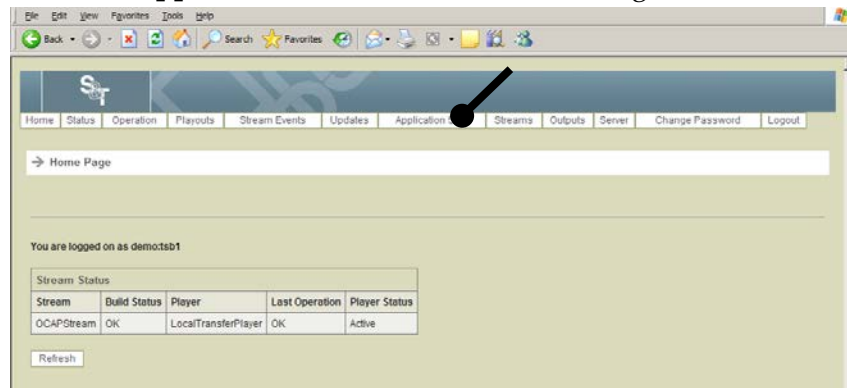 File Edit View Favorites Tools Help
Back Search Favorites
S&T
Home Status Operation Playouts Stream Events Updates Application Streams Outputs Server Change Password Logout
→ Home Page
You are logged on as demo:tsb1
Stream Status
Stream Build Status Player Last Operation Player Status
OCAPStream OK LocalTransferPlayer OK Active
Refresh